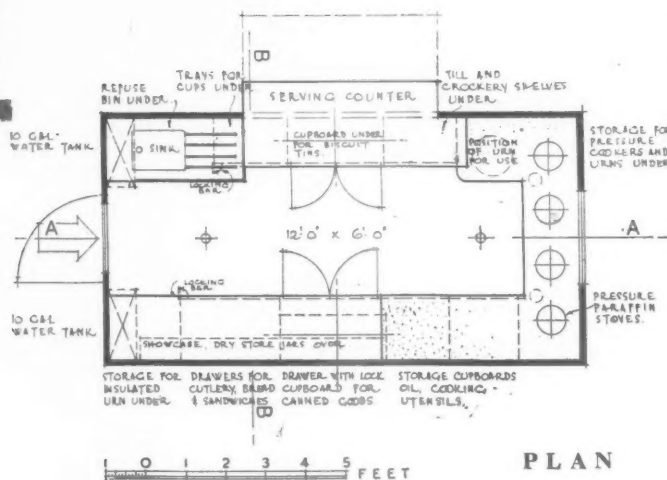 B
REFUSE
BIN UNDER.
TRAYS FOR
CUPS UNDER
TILL AND
CROCKERY SHELVES
UNDER
SERVING COUNTER
10 GAL.
WATER TANK
SINK
CUPBOARD UNDER
FOR BISCUIT
TINS.
POSITION
OF URN
FOR USE
STORAGE FOR
PRESSURE
COOKERS AND
URNS UNDER
LOCKING
BAR
A
12'.0" x 6'.0"
A
LOCKING
BAR
10 GAL
WATER TANK
PRESSURE
PARAFFIN
STOVES.
SHOWCASE. DRY STORE JARS OVER
STORAGE FOR
INSULATED
URN UNDER
DRAWERS FOR
CUTLERY, BREAD
& SANDWICHES
DRAWER WITH LOCK
CUPBOARD FOR
CANNED GOODS
STORAGE CUPBOARDS
OIL, COOKING -
UTENSILS.
B
1 0 1 2 3 4 5
FEET
PLAN